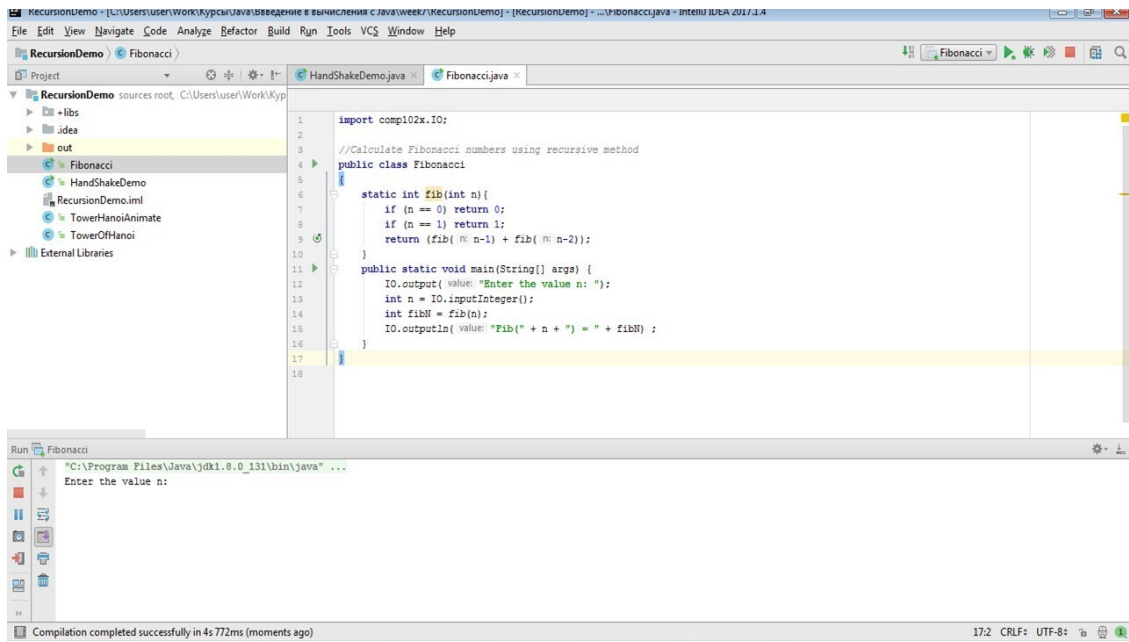 RecursionDemo - [C:\Users\user\Work\Курсы\Java\Введение в вычисления с Java\week7\RecursionDemo] - [RecursionDemo] - ...\Fibonacci.java - IntelliJ IDEA 2017.1.4
File Edit View Navigate Code Analyze Refactor Build Run Tools VCS Window Help
RecursionDemo Fibonacci
Fibonacci
Project
HandShakeDemo.java Fibonacci.java
RecursionDemo sources root, C:\Users\user\Work\Кур
libs
.idea
out
Fibonacci
HandShakeDemo
RecursionDemo.iml
TowerHanoiAnimate
TowerOfHanoi
External Libraries
1 import comp102x.IO;
2
3 //Calculate Fibonacci numbers using recursive method
4 public class Fibonacci
5 {
6 static int fib(int n){
7 if (n == 0) return 0;
8 if (n == 1) return 1;
9 return (fib( n: n-1) + fib( n: n-2));
10 }
11 public static void main(String[] args) {
12 IO.output( value: "Enter the value n: ");
13 int n = IO.inputInteger();
14 int fibN = fib(n);
15 IO.outputln( value: "Fib(" + n + ") = " + fibN) ;
16 }
17 }
18
Run Fibonacci
"C:\Program Files\Java\jdk1.8.0_131\bin\java" ...
Enter the value n:
Compilation completed successfully in 4s 772ms (moments ago)
17:2 CRLF UTF-8 1